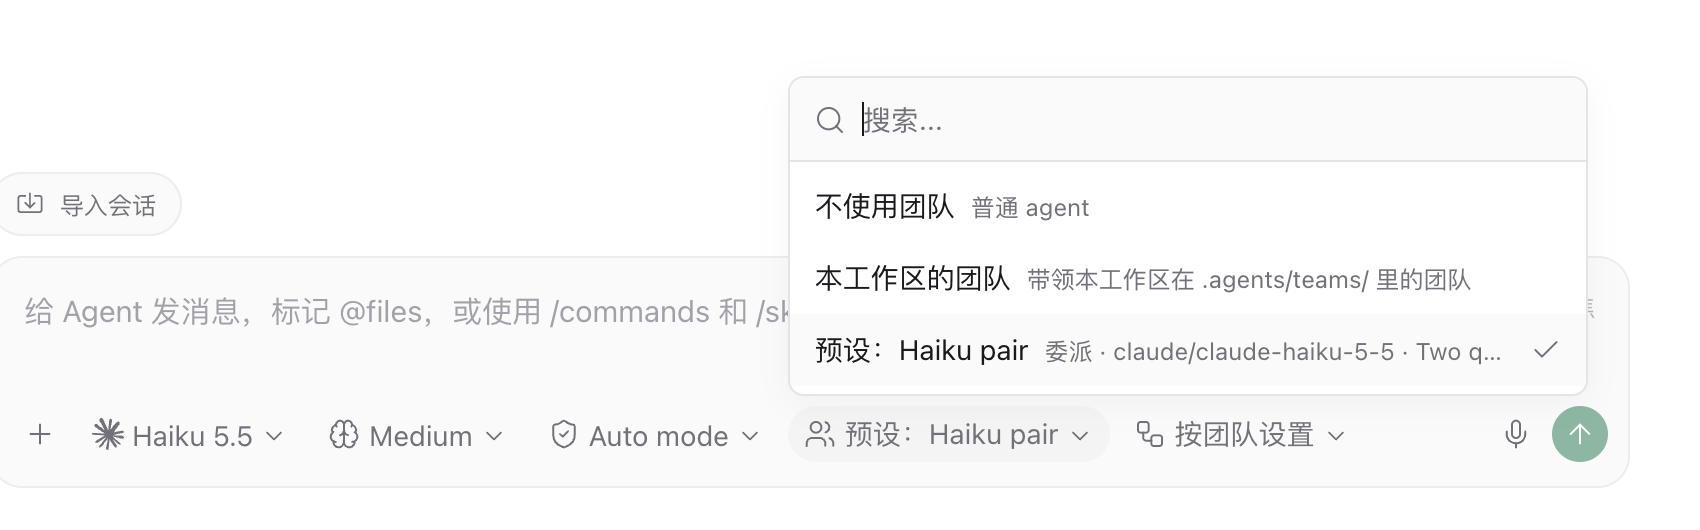 搜索...
不使用团队 普通 agent
本工作区的团队 带领本工作区在 .agents/teams/ 里的团队
预设：Haiku pair 委派 · claude/claude-haiku-5-5 · Two q...
导入会话
给 Agent 发消息，标记 @files，或使用 /commands 和 /sk
Haiku 5.5 Medium Auto mode 预设：Haiku pair 按团队设置